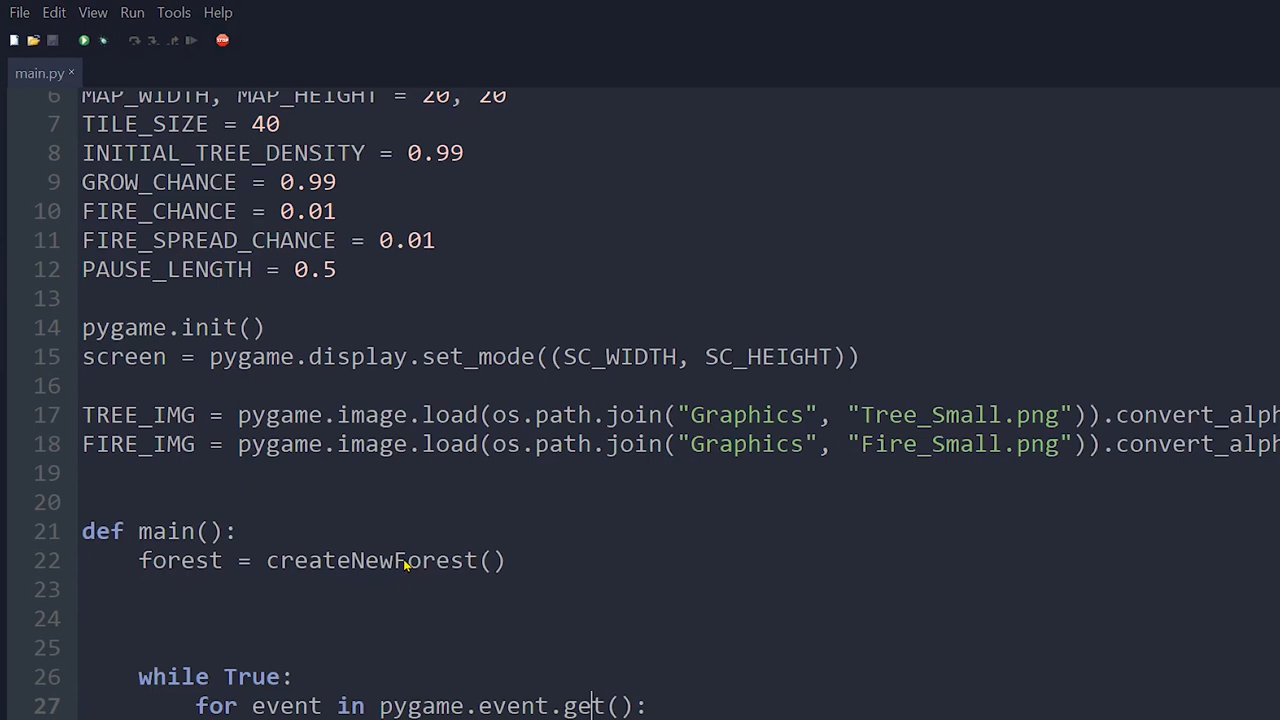 File Edit View Run Tools Help
STOP
main.py ×
6 MAP_WIDTH, MAP_HEIGHT = 20, 20
7 TILE_SIZE = 40
8 INITIAL_TREE_DENSITY = 0.99
9 GROW_CHANCE = 0.99
10 FIRE_CHANCE = 0.01
11 FIRE_SPREAD_CHANCE = 0.01
12 PAUSE_LENGTH = 0.5
13
14 pygame.init()
15 screen = pygame.display.set_mode((SC_WIDTH, SC_HEIGHT))
16
17 TREE_IMG = pygame.image.load(os.path.join("Graphics", "Tree_Small.png")).convert_alph
18 FIRE_IMG = pygame.image.load(os.path.join("Graphics", "Fire_Small.png")).convert_alph
19
20
21 def main():
22 forest = createNewForest()
23
24
25
26 while True:
27 for event in pygame.event.get():